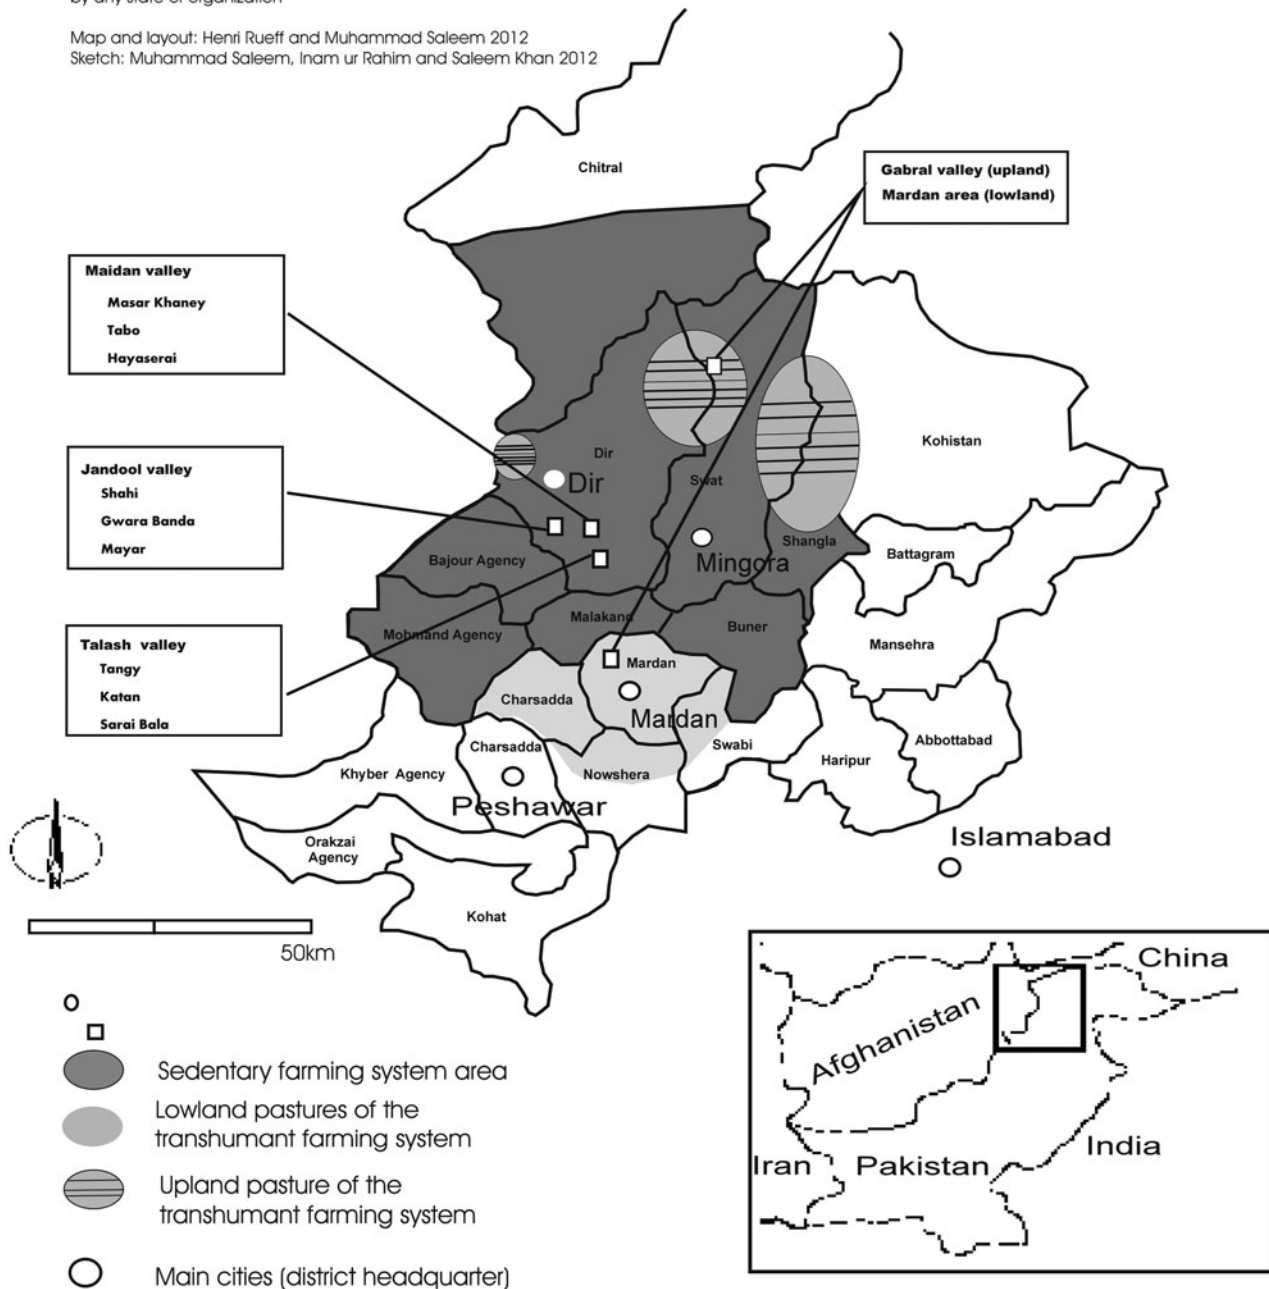 Map and layout: Henri Rueff and Muhammad Saleem 2012
Sketch: Muhammad Saleem, Inam ur Rahim and Saleem Khan 2012
Chitral
Gabral valley (upland)
Mardan area (lowland)
Maidan valley
Masar Khaney
Tabo
Hayaserai
Jandool valley
Shahi
Gwara Banda
Mayar
Talash valley
Tangy
Katan
Sarai Bala
Kohistan
Dir
Dir
Swat
Mingora
Shangla
Battagram
Bajour Agency
Malakand
Buner
Mohmand Agency
Mansehra
Mardan
Charsadda
Mardan
Swabi
Abbottabad
Haripur
Charsadda
Nowshera
Khyber Agency
Peshawar
Orakzai
Agency
Islamabad
Kohat
N
50km
Sedentary farming system area
Lowland pastures of the
transhumant farming system
Upland pasture of the
transhumant farming system
Main cities (district headquarter)
China
Afghanistan
India
Iran
Pakistan